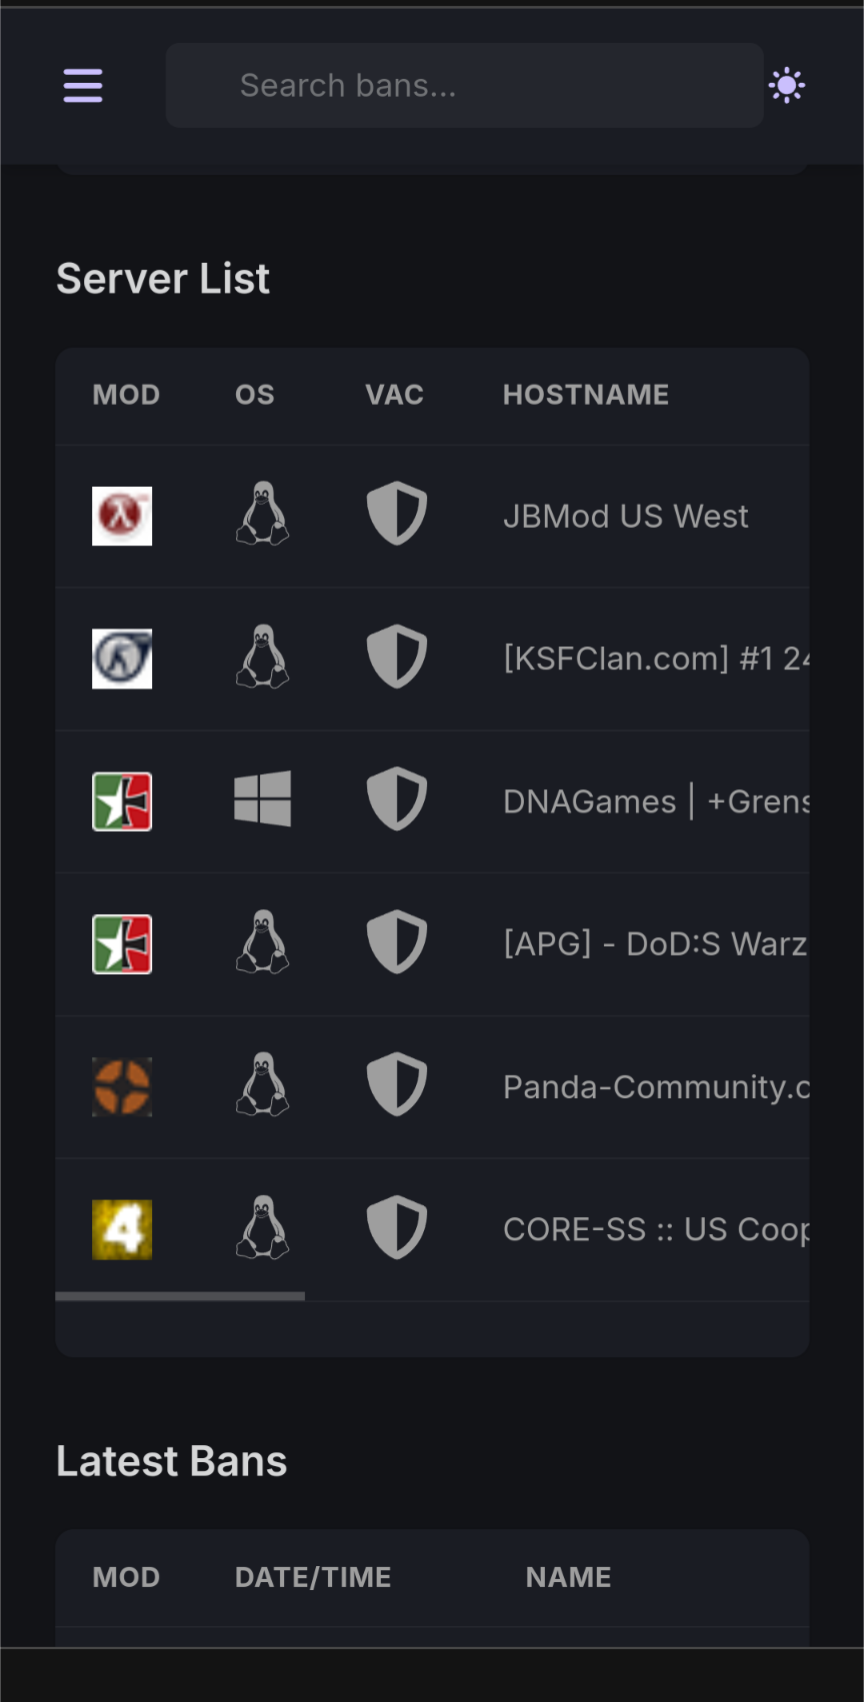 Search bans...
Server List
MOD OS VAC HOSTNAME
JBMod US West
[KSFClan.com] #1 24
DNAGames | +Grens
[APG] - DoD:S Warz
Panda-Community.c
4 CORE-SS :: US Coop
Latest Bans
MOD DATE/TIME NAME